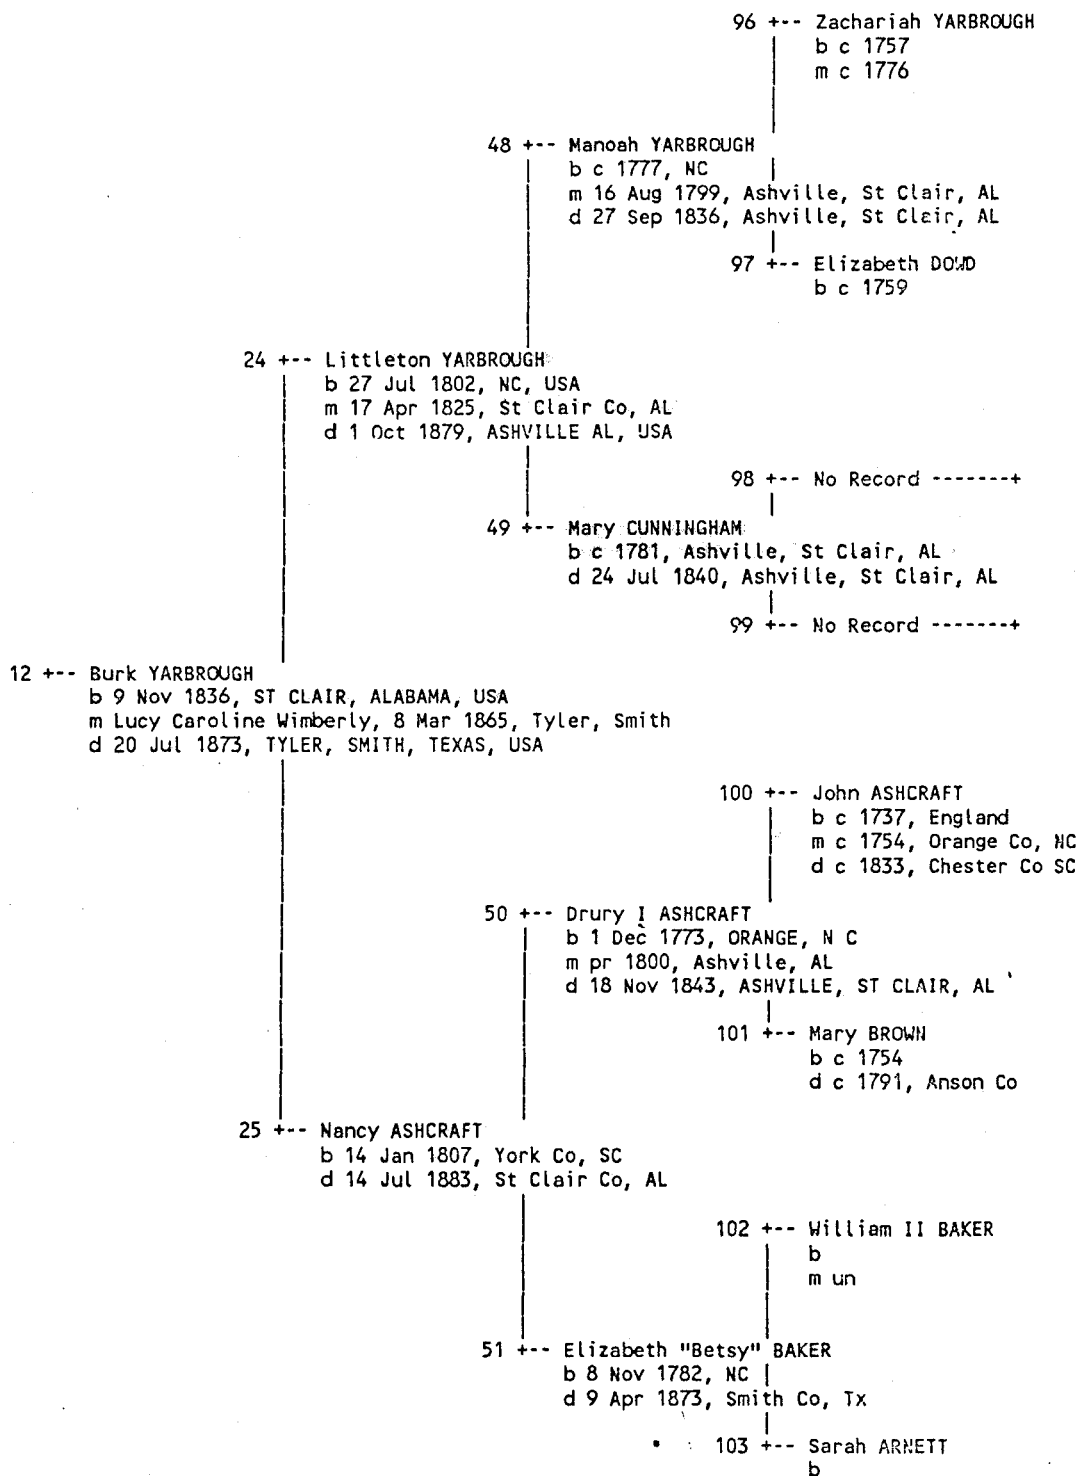 96 +-- Zachariah YARBROUGH
b c 1757
m c 1776
48 +-- Manoah YARBROUGH
b c 1777, NC
m 16 Aug 1799, Ashville, St Clair, AL
d 27 Sep 1836, Ashville, St Clair, AL
97 +-- Elizabeth DOWD
b c 1759
24 +-- Littleton YARBROUGH
b 27 Jul 1802, NC, USA
m 17 Apr 1825, St Clair Co, AL
d 1 Oct 1879, ASHVILLE AL, USA
98 +-- No Record -------+
49 +-- Mary CUNNINGHAM
b c 1781, Ashville, St Clair, AL
d 24 Jul 1840, Ashville, St Clair, AL
99 +-- No Record -------+
12 +-- Burk YARBROUGH
b 9 Nov 1836, ST CLAIR, ALABAMA, USA
m Lucy Caroline Wimberly, 8 Mar 1865, Tyler, Smith
d 20 Jul 1873, TYLER, SMITH, TEXAS, USA
100 +-- John ASHCRAFT
b c 1737, England
m c 1754, Orange Co, NC
d c 1833, Chester Co SC
50 +-- Drury I ASHCRAFT
b 1 Dec 1773, ORANGE, N C
m pr 1800, Ashville, AL
d 18 Nov 1843, ASHVILLE, ST CLAIR, AL
101 +-- Mary BROWN
b c 1754
d c 1791, Anson Co
25 +-- Nancy ASHCRAFT
b 14 Jan 1807, York Co, SC
d 14 Jul 1883, St Clair Co, AL
102 +-- William II BAKER
b
m un
51 +-- Elizabeth "Betsy" BAKER
b 8 Nov 1782, NC
d 9 Apr 1873, Smith Co, Tx
103 +-- Sarah ARNETT
b